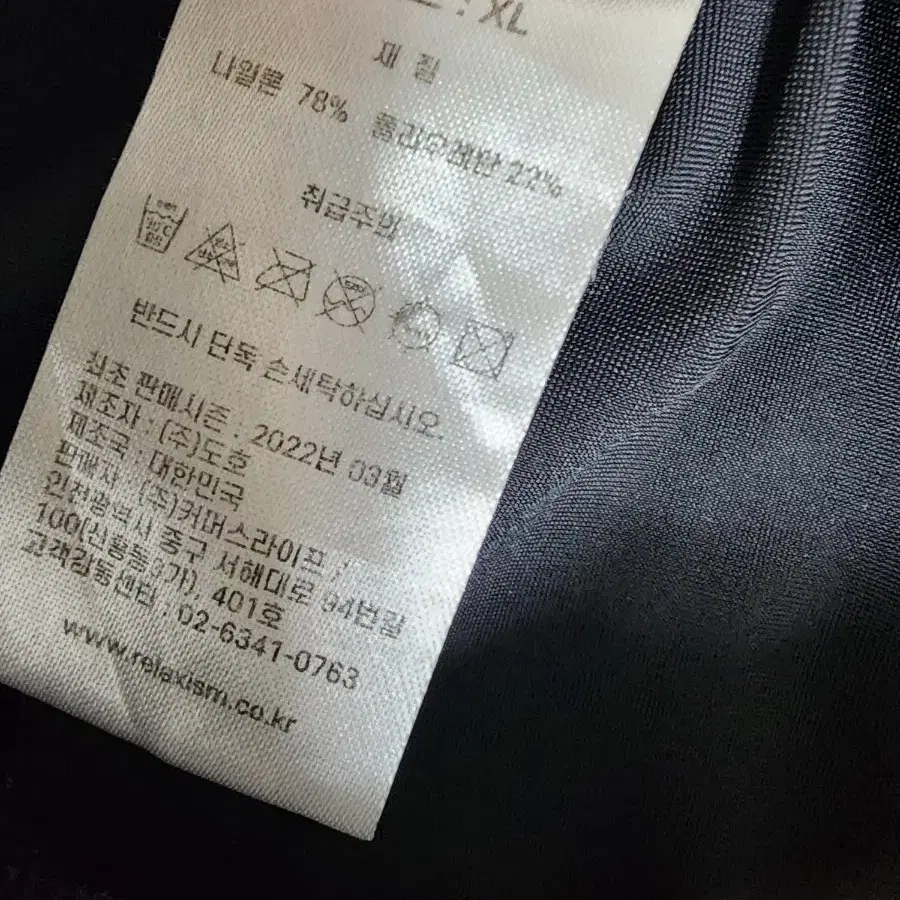 : XL
재 질
나일론 78% 폴리우레탄 22%
취급주의
반드시 단독 손세탁하십시오.
최초 판매시즌 : 2022년 03월
제조자 : (주)도호
제조국 : 대한민국
판매자 : (주)커머스라이프 /
인천광역시 중구 서해대로 94번길
100(신흥동3가), 401호
고객감동센터 : 02-6341-0763
www.relaxism.co.kr